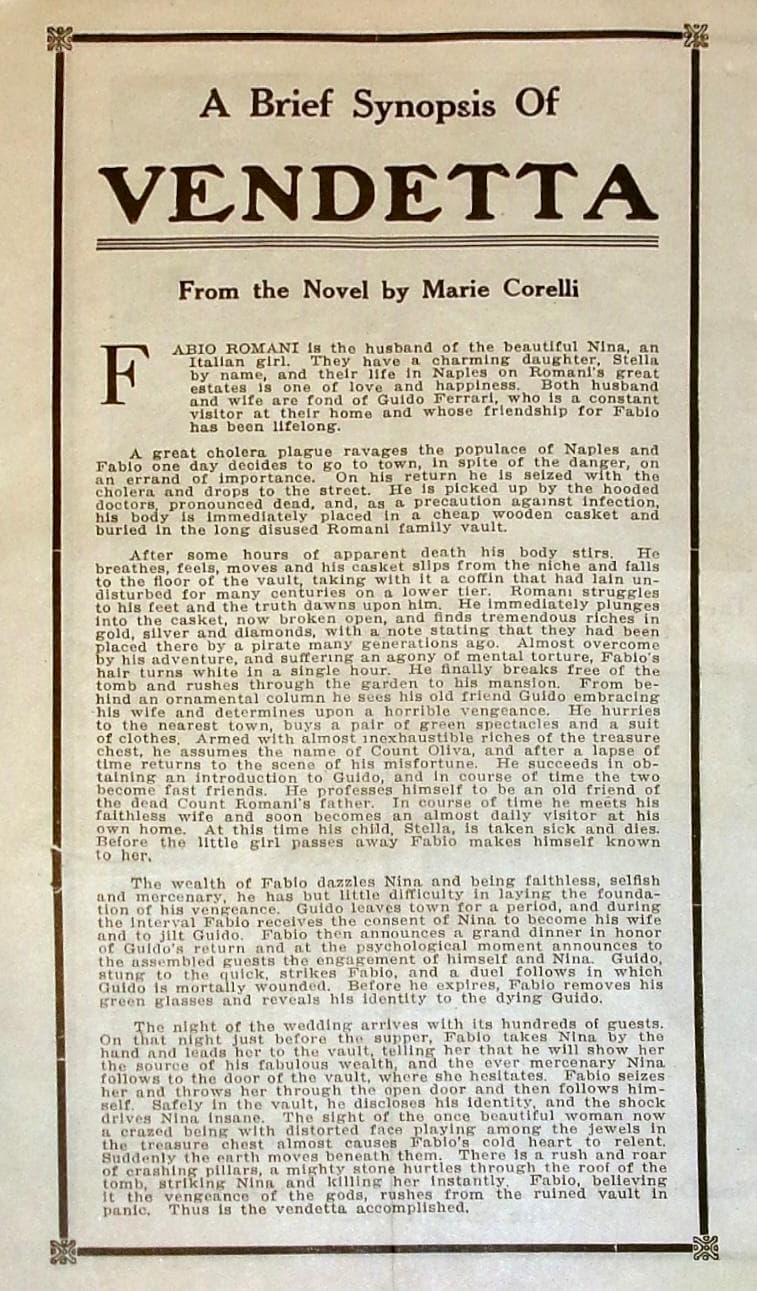 A Brief Synopsis Of
VENDETTA
From the Novel by Marie Corelli
FABIO ROMANI is the husband of the beautiful Nina, an
Italian girl. They have a charming daughter, Stella
by name, and their life in Naples on Romani's great
estates is one of love and happiness. Both husband
and wife are fond of Guido Ferrari, who is a constant
visitor at their home and whose friendship for Fabio
has been lifelong.
A great cholera plague ravages the populace of Naples and
Fabio one day decides to go to town, in spite of the danger, on
an errand of importance. On his return he is seized with the
cholera and drops to the street. He is picked up by the hooded
doctors, pronounced dead, and, as a precaution against infection,
his body is immediately placed in a cheap wooden casket and
buried in the long disused Romani family vault.
After some hours of apparent death his body stirs. He
breathes, feels, moves and his casket slips from the niche and falls
to the floor of the vault, taking with it a coffin that had lain un-
disturbed for many centuries on a lower tier. Romani struggles
to his feet and the truth dawns upon him. He immediately plunges
into the casket, now broken open, and finds tremendous riches in
gold, silver and diamonds, with a note stating that they had been
placed there by a pirate many generations ago. Almost overcome
by his adventure, and suffering an agony of mental torture, Fabio's
hair turns white in a single hour. He finally breaks free of the
tomb and rushes through the garden to his mansion. From be-
hind an ornamental column he sees his old friend Guido embracing
his wife and determines upon a horrible vengeance. He hurries
to the nearest town, buys a pair of green spectacles and a suit
of clothes. Armed with almost inexhaustible riches of the treasure
chest, he assumes the name of Count Oliva, and after a lapse of
time returns to the scene of his misfortune. He succeeds in ob-
taining an introduction to Guido, and in course of time the two
become fast friends. He professes himself to be an old friend of
the dead Count Romani's father. In course of time he meets his
faithless wife and soon becomes an almost daily visitor at his
own home. At this time his child, Stella, is taken sick and dies.
Before the little girl passes away Fabio makes himself known
to her.
The wealth of Fabio dazzles Nina and being faithless, selfish
and mercenary, he has but little difficulty in laying the founda-
tion of his vengeance. Guido leaves town for a period, and during
the interval Fabio receives the consent of Nina to become his wife
and to jilt Guido. Fabio then announces a grand dinner in honor
of Guido's return and at the psychological moment announces to
the assembled guests the engagement of himself and Nina. Guido,
stung to the quick, strikes Fabio, and a duel follows in which
Guido is mortally wounded. Before he expires, Fabio removes his
green glasses and reveals his identity to the dying Guido.
The night of the wedding arrives with its hundreds of guests.
On that night just before the supper, Fabio takes Nina by the
hand and leads her to the vault, telling her that he will show her
the source of his fabulous wealth, and the ever mercenary Nina
follows to the door of the vault, where she hesitates. Fabio seizes
her and throws her through the open door and then follows him-
self. Safely in the vault, he discloses his identity, and the shock
drives Nina insane. The sight of the once beautiful woman now
a crazed being with distorted face playing among the jewels in
the treasure chest almost causes Fabio's cold heart to relent.
Suddenly the earth moves beneath them. There is a rush and roar
of crashing pillars, a mighty stone hurtles through the roof of the
tomb, striking Nina and killing her instantly. Fabio, believing
it the vengeance of the gods, rushes from the ruined vault in
panic. Thus is the vendetta accomplished.